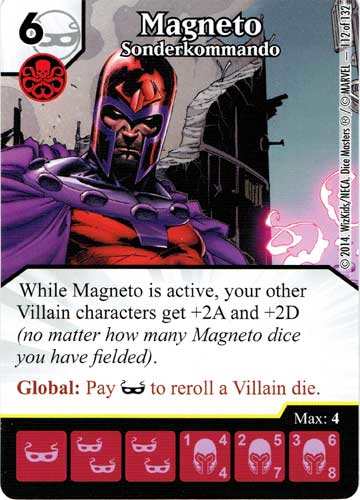 6
Magneto
Sonderkommando
While Magneto is active, your other
Villain characters get +2A and +2D
(no matter how many Magneto dice
you have fielded).
Global: Pay to reroll a Villain die.
Max: 4
1 4 2 5 3 6
4 7 8
© 2014. WizKids/NECA. Dice Masters ® / © MARVEL — 112 of 132